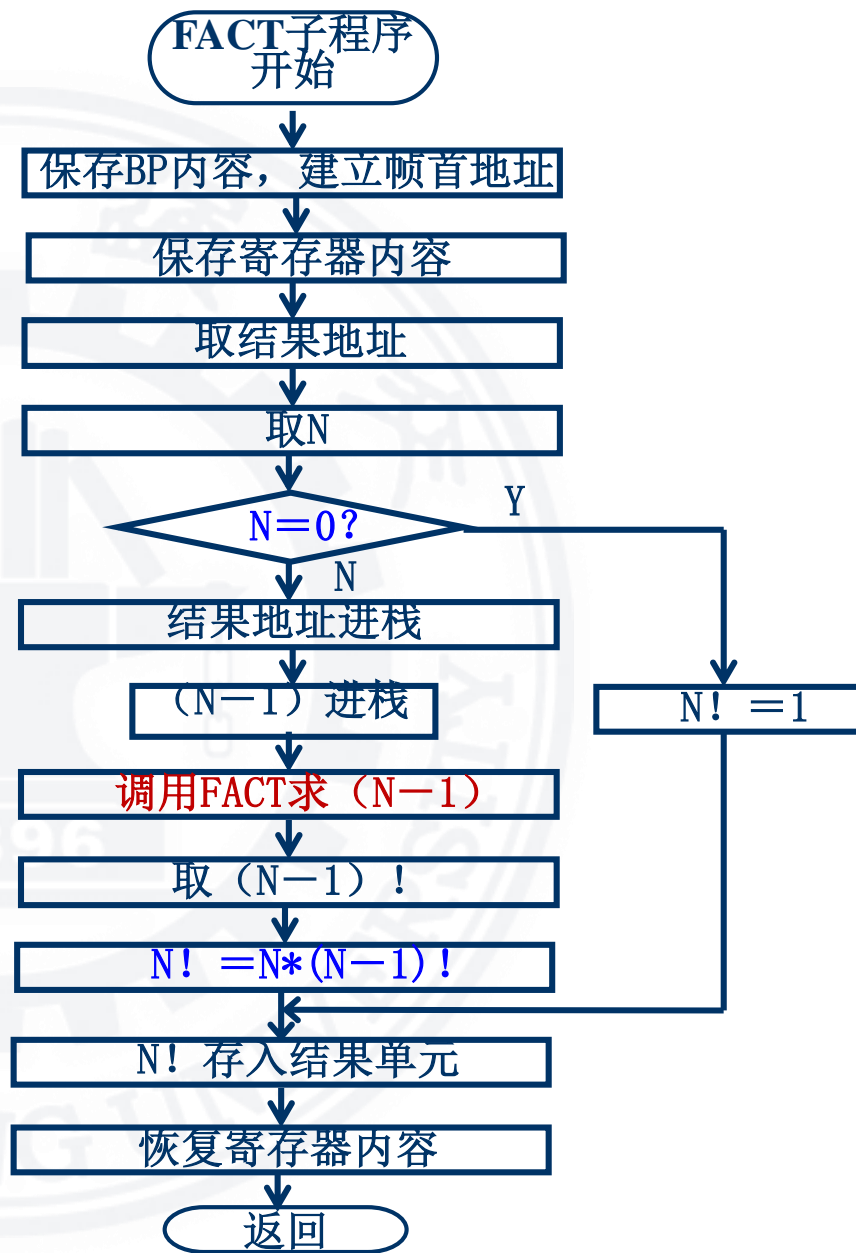 FACT子程序
开始
保存BP内容，建立帧首地址
保存寄存器内容
取结果地址
取N
N＝0?
Y
N
结果地址进栈
（N－1）进栈
N！＝1
调用FACT求（N－1）
取（N－1）！
N！＝N*(N－1)！
N！存入结果单元
恢复寄存器内容
返回